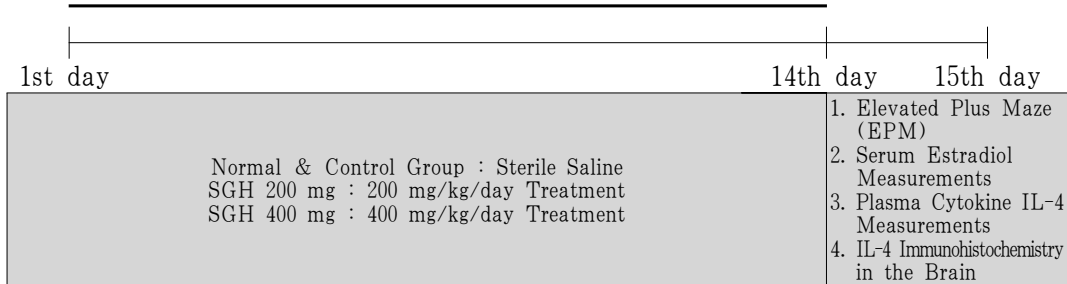 1st day
14th day
15th day
Normal & Control Group : Sterile Saline
SGH 200 mg : 200 mg/kg/day Treatment
SGH 400 mg : 400 mg/kg/day Treatment
1. Elevated Plus Maze
(EPM)
2. Serum Estradiol
Measurements
3. Plasma Cytokine IL-4
Measurements
4. IL-4 Immunohistochemistry
in the Brain